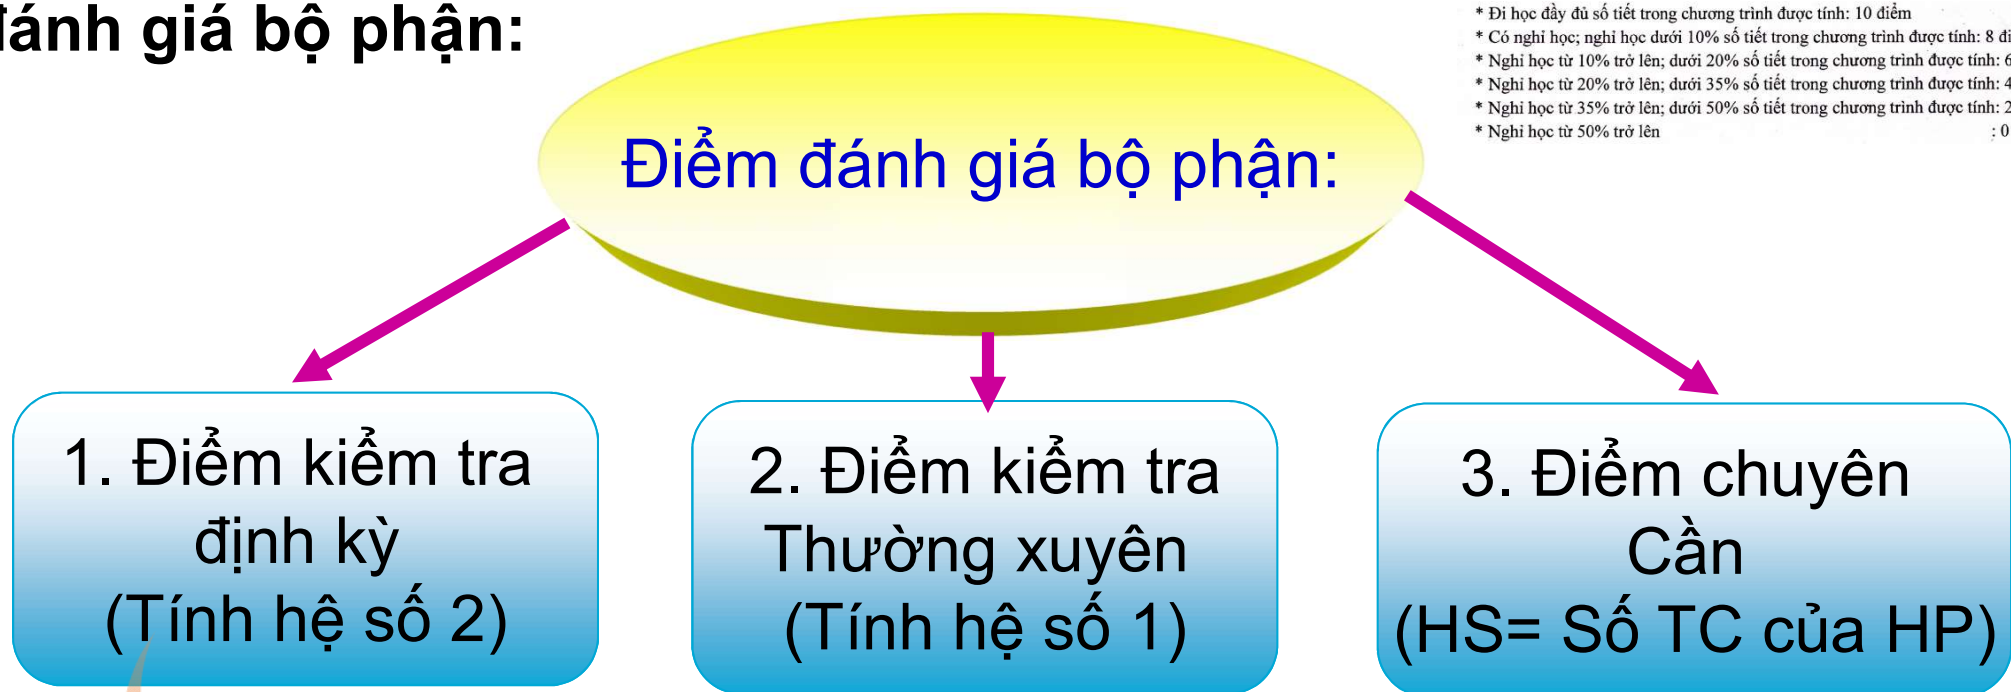 đánh giá bộ phận:
* Đi học đầy đủ số tiết trong chương trình được tính: 10 điểm
* Có nghỉ học; nghỉ học dưới 10% số tiết trong chương trình được tính: 8 đi
* Nghỉ học từ 10% trở lên; dưới 20% số tiết trong chương trình được tính: 6
* Nghỉ học từ 20% trở lên; dưới 35% số tiết trong chương trình được tính: 4
* Nghỉ học từ 35% trở lên; dưới 50% số tiết trong chương trình được tính: 2
* Nghỉ học từ 50% trở lên : 0
Điểm đánh giá bộ phận:
1. Điểm kiểm tra
định kỳ
(Tính hệ số 2)
2. Điểm kiểm tra
Thường xuyên
(Tính hệ số 1)
3. Điểm chuyên
Cần
(HS= Số TC của HP)